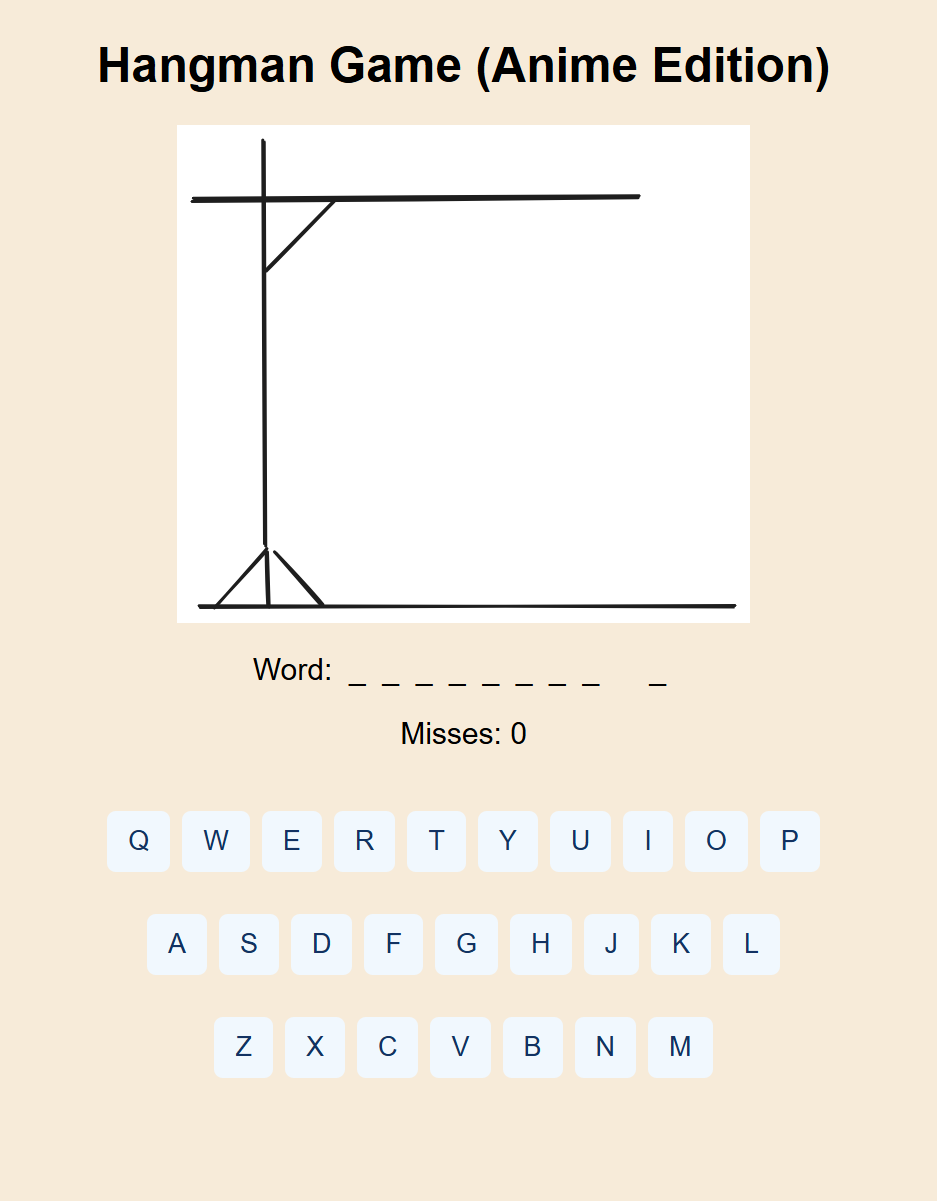 Hangman Game (Anime Edition)
Word: _ _ _ _ _ _ _ _   _
Misses: 0
Q W E R T Y U I O P
A S D F G H J K L
Z X C V B N M